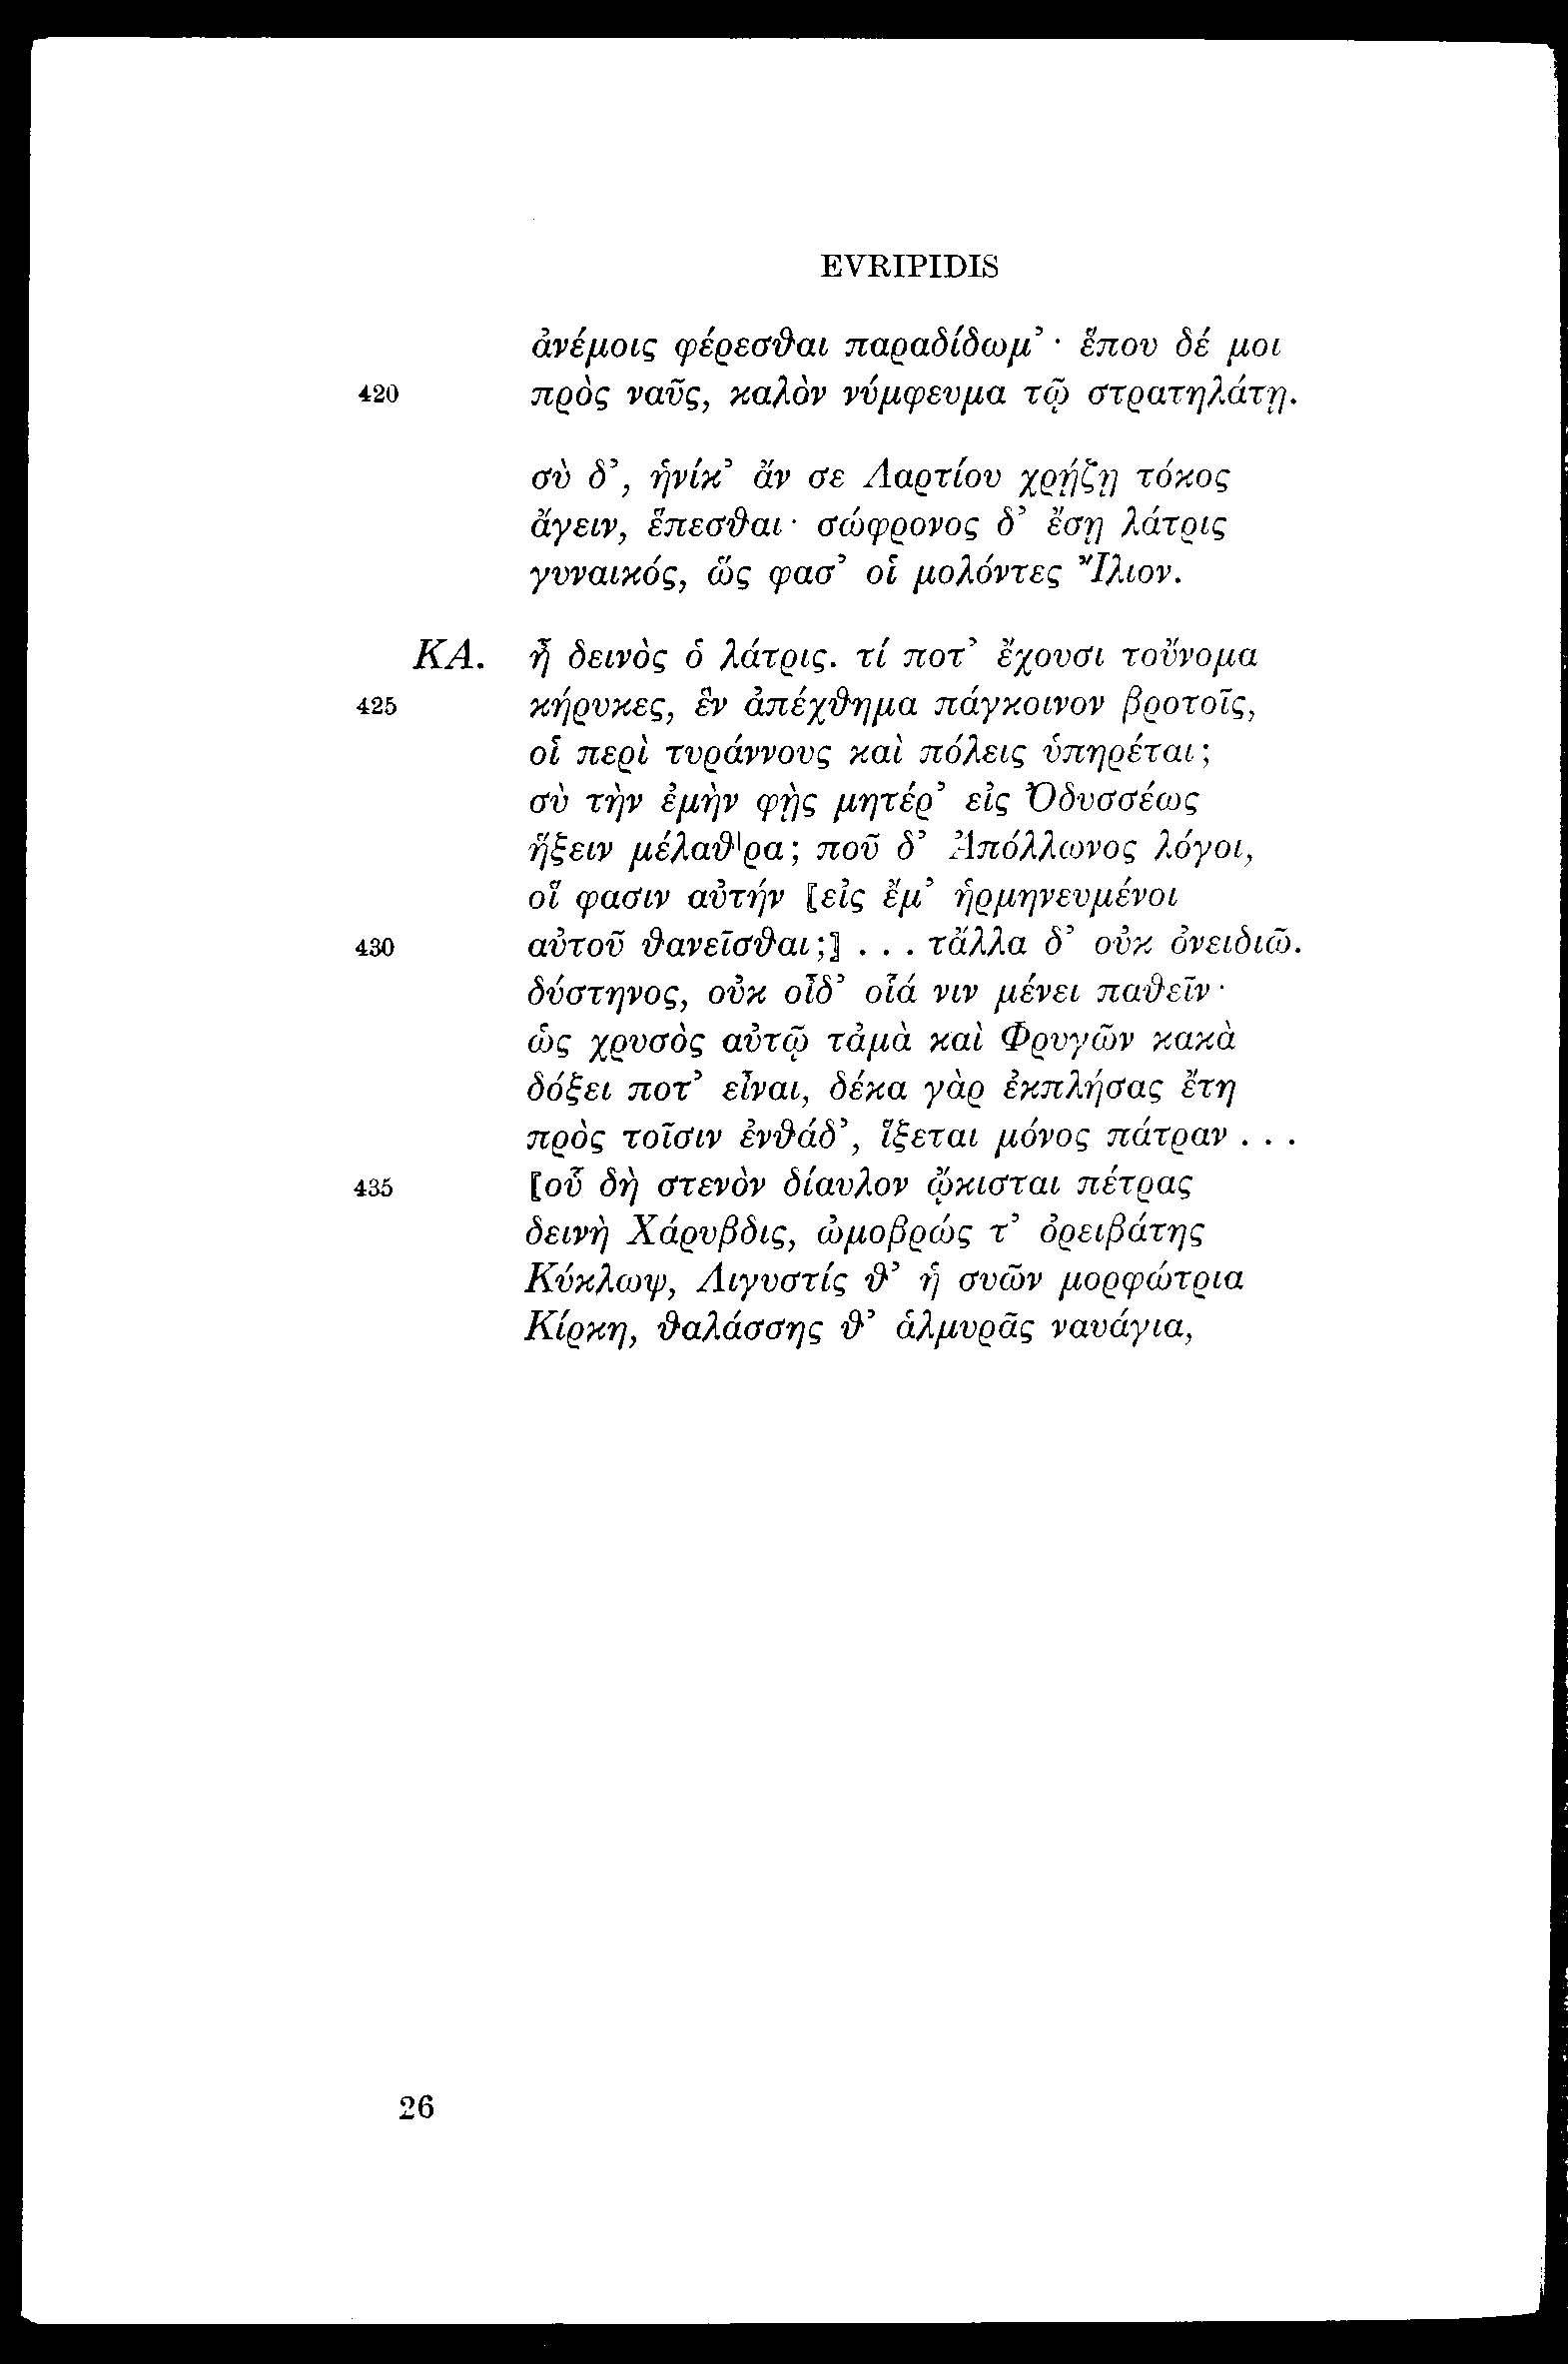 EVRIPIDIS
ἀνέμοις φέρεσθαι παραδίδωμ’ · ἕπου δέ μοι
420 πρὸς ναῦς, καλὸν νύμφευμα τῷ στρατηλάτῃ.
σὺ δ’, ἡνίκ’ ἄν σε Λαρτίου χρῄζῃ τόκος
ἄγειν, ἕπεσθαι · σώφρονος δ’ ἔσῃ λάτρις
γυναικός, ὥς φασ’ οἱ μολόντες Ἴλιον.
ΚΑ. ἦ δεινὸς ὁ λάτρις. τί ποτ’ ἔχουσι τοὔνομα
425 κήρυκες, ἓν ἀπέχθημα πάγκοινον βροτοῖς,
οἱ περὶ τυράννους καὶ πόλεις ὑπηρέται;
σὺ τὴν ἐμὴν φῂς μητέρ’ εἰς Ὀδυσσέως
ἥξειν μέλαθρα; ποῦ δ’ Ἀπόλλωνος λόγοι,
οἵ φασιν αὐτήν ⟦εἰς ἔμ’ ἡρμηνευμένοι
430 αὐτοῦ θανεῖσθαι;⟧ . . . τἄλλα δ’ οὐκ ὀνειδιῶ.
δύστηνος, οὐκ οἶδ’ οἷά νιν μένει παθεῖν ·
ὡς χρυσὸς αὐτῷ τἀμὰ καὶ Φρυγῶν κακὰ
δόξει ποτ’ εἶναι, δέκα γὰρ ἐκπλήσας ἔτη
πρὸς τοῖσιν ἐνθάδ’, ἵξεται μόνος πάτραν . . .
435 ⟦οὗ δὴ στενὸν δίαυλον ᾤκισται πέτρας
δεινὴ Χάρυβδις, ὠμοβρώς τ’ ὀρειβάτης
Κύκλωψ, Λιγυστίς θ’ ἡ συῶν μορφώτρια
Κίρκη, θαλάσσης θ’ ἁλμυρᾶς ναυάγια,
26